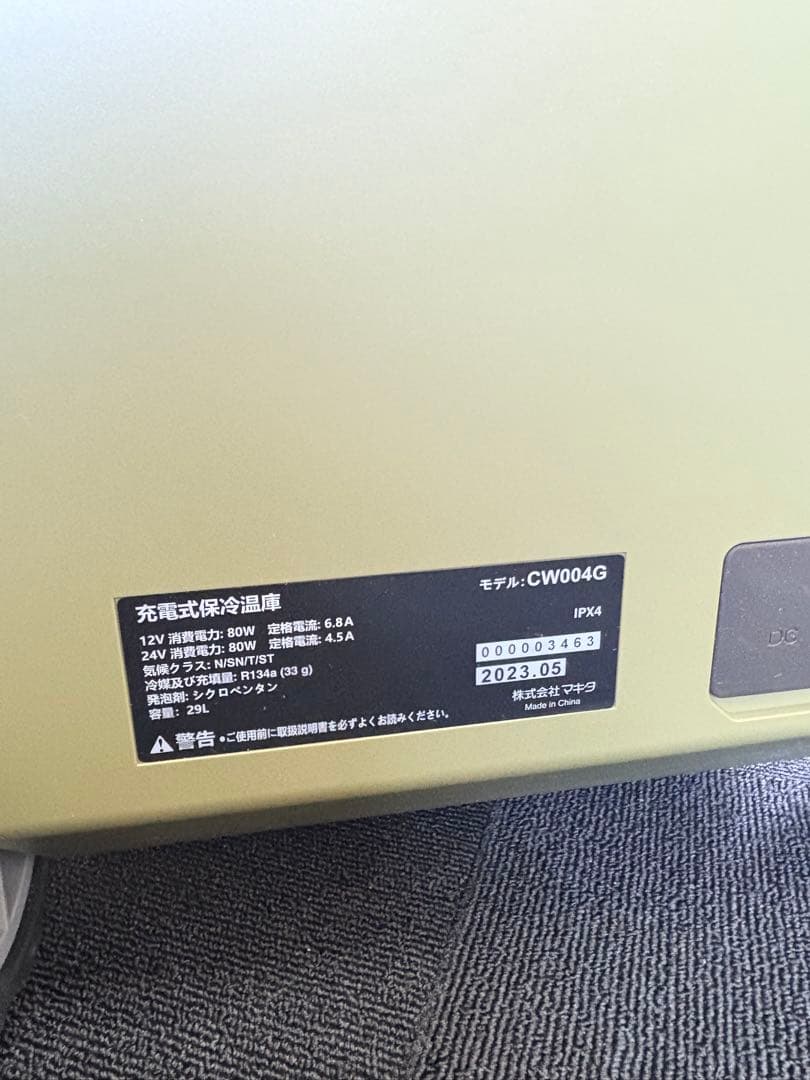 充電式保冷温庫
モデル:CW004G
12V 消費電力: 80W 定格電流: 6.8A
24V 消費電力: 80W 定格電流: 4.5A
気候クラス: N/SN/T/ST
冷媒及び充填量: R134a (33 g)
発泡剤: シクロペンタン
容量: 29L
IPX4
000003463
2023.05
株式会社マキタ
Made in China
警告 •ご使用前に取扱説明書を必ずよくお読みください。
DC